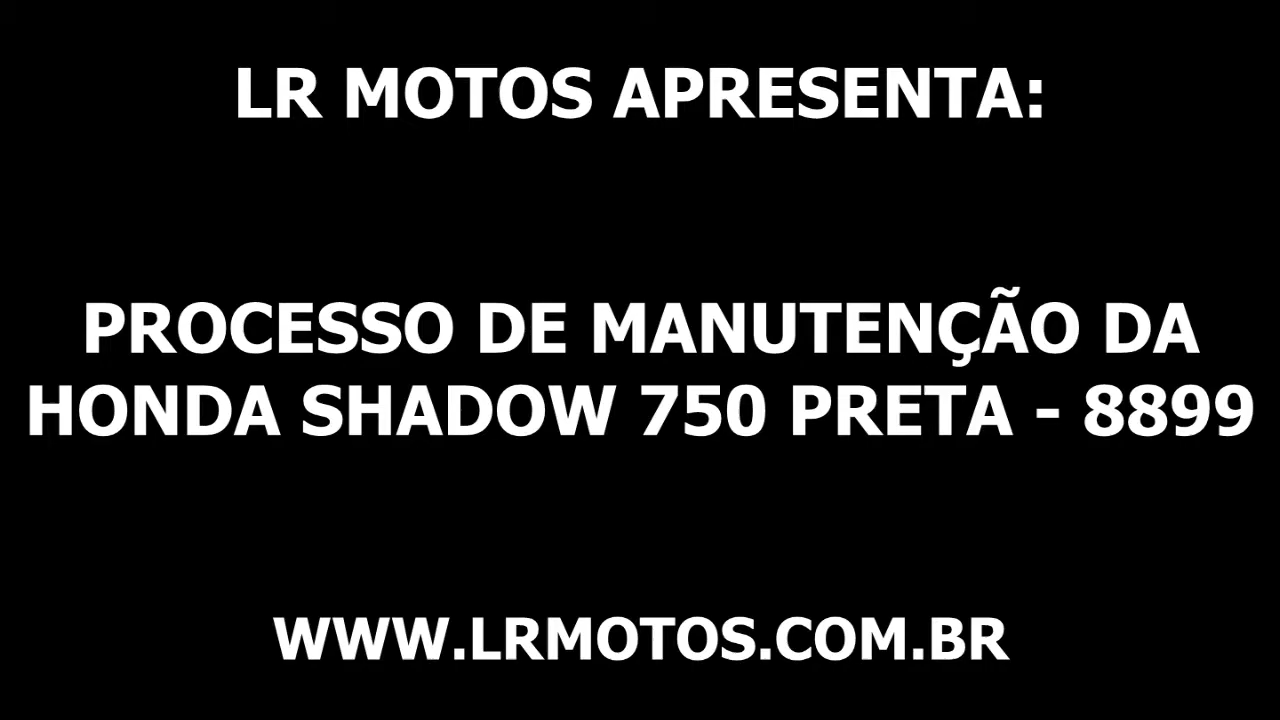 LR MOTOS APRESENTA:
PROCESSO DE MANUTENÇÃO DA
HONDA SHADOW 750 PRETA - 8899
WWW.LRMOTOS.COM.BR